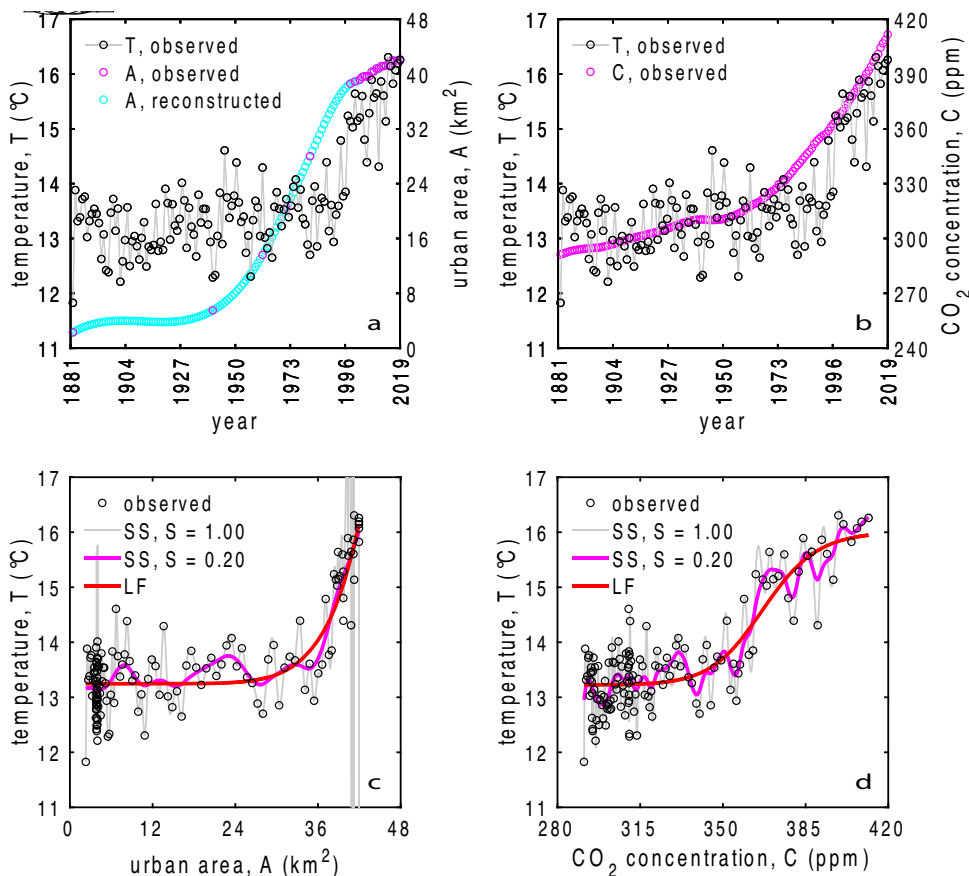 T, observed
A, observed
A, reconstructed
temperature, T (°C)
17
16
15
14
13
12
11
48
40
32
24
16
8
0
urban area, A (km²)
1881
1904
1927
1950
1973
1996
2019
year
a
T, observed
C, observed
temperature, T (°C)
17
16
15
14
13
12
11
420
390
360
330
300
270
240
CO₂ concentration, C (ppm)
1881
1904
1927
1950
1973
1996
2019
year
b
observed
SS, S = 1.00
SS, S = 0.20
LF
temperature, T (°C)
17
16
15
14
13
12
11
0
12
24
36
48
urban area, A (km²)
c
observed
SS, S = 1.00
SS, S = 0.20
LF
temperature, T (°C)
17
16
15
14
13
12
11
280
315
350
385
420
CO₂ concentration, C (ppm)
d